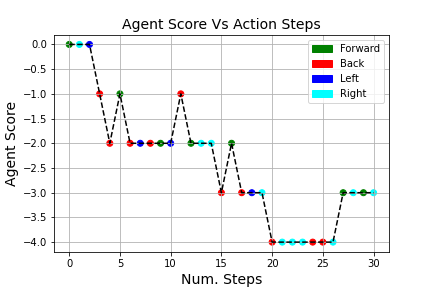 Agent Score Vs Action Steps
Forward
Back
Left
Right
Agent Score
0.0
−0.5
−1.0
−1.5
−2.0
−2.5
−3.0
−3.5
−4.0
0 5 10 15 20 25 30
Num. Steps